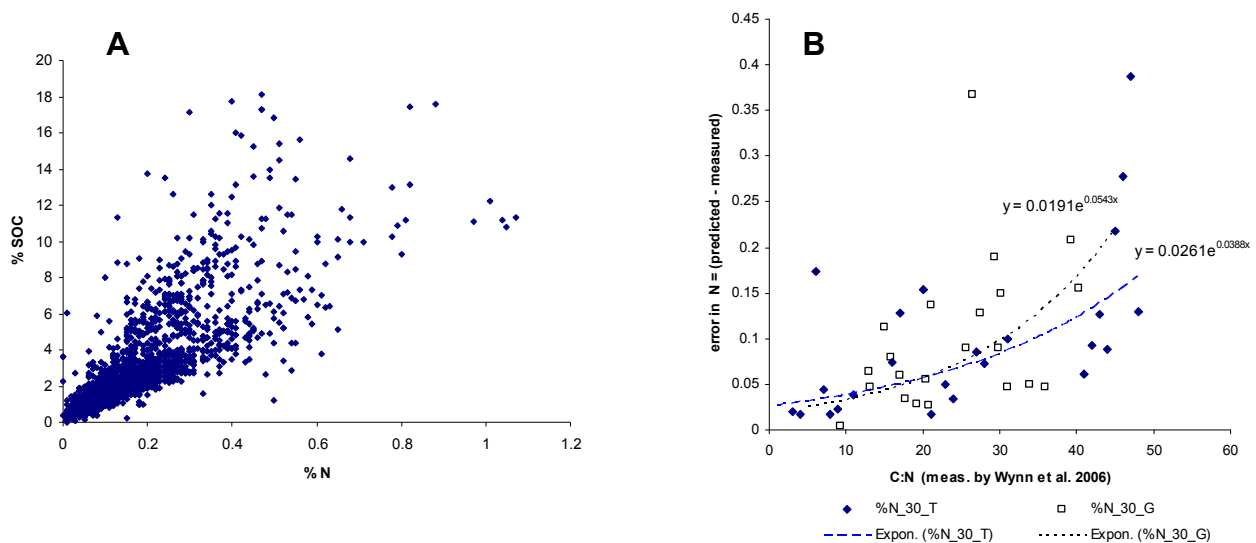 A
20
18
16
14
12
10
8
6
4
2
0
% SOC
0 0.2 0.4 0.6 0.8 1 1.2
% N
B
0.45
0.4
0.35
0.3
0.25
0.2
0.15
0.1
0.05
0
error in N = (predicted - measured)
y = 0.0191e^0.0543x
y = 0.0261e^0.0388x
0 10 20 30 40 50 60
C:N (meas. by Wynn et al. 2006)
%N_30_T %N_30_G
Expon. (%N_30_T) Expon. (%N_30_G)